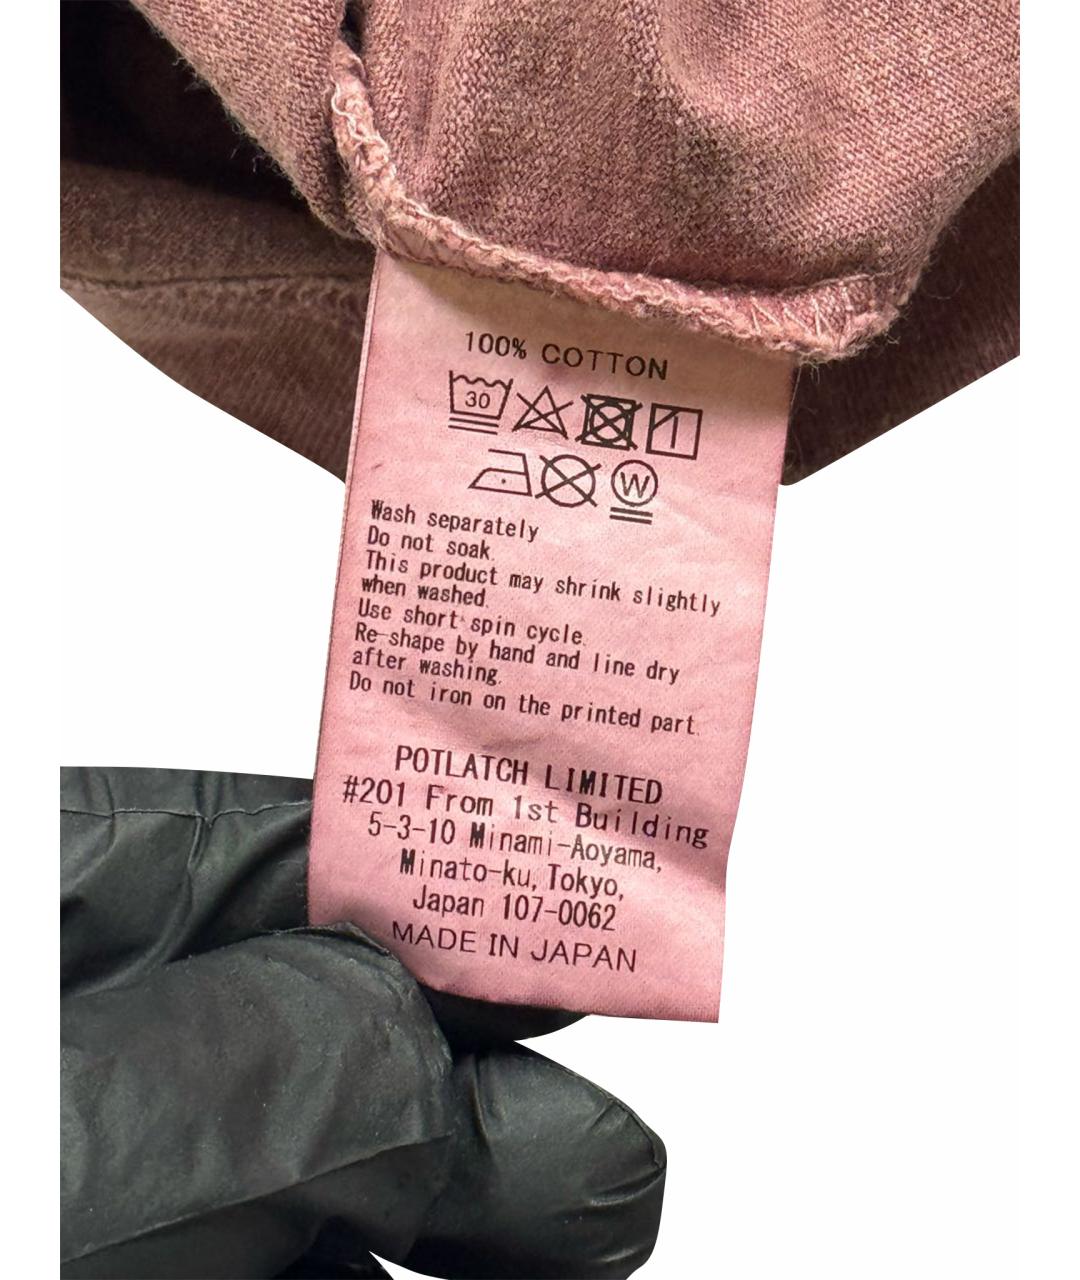 100% COTTON
30
W
Wash separately
Do not soak.
This product may shrink slightly
when washed.
Use short spin cycle.
Re-shape by hand and line dry
after washing.
Do not iron on the printed part.
POTLATCH LIMITED
#201 From 1st Building
5-3-10 Minami-Aoyama,
Minato-ku, Tokyo,
Japan 107-0062
MADE IN JAPAN